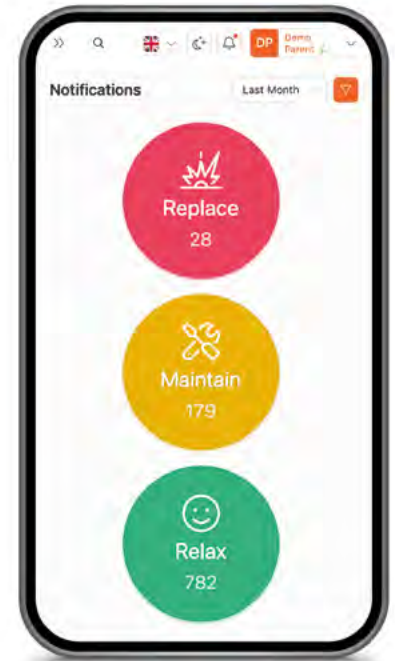 DP
Demo
Parent
Notifications
Last Month
Replace
28
Maintain
179
Relax
782